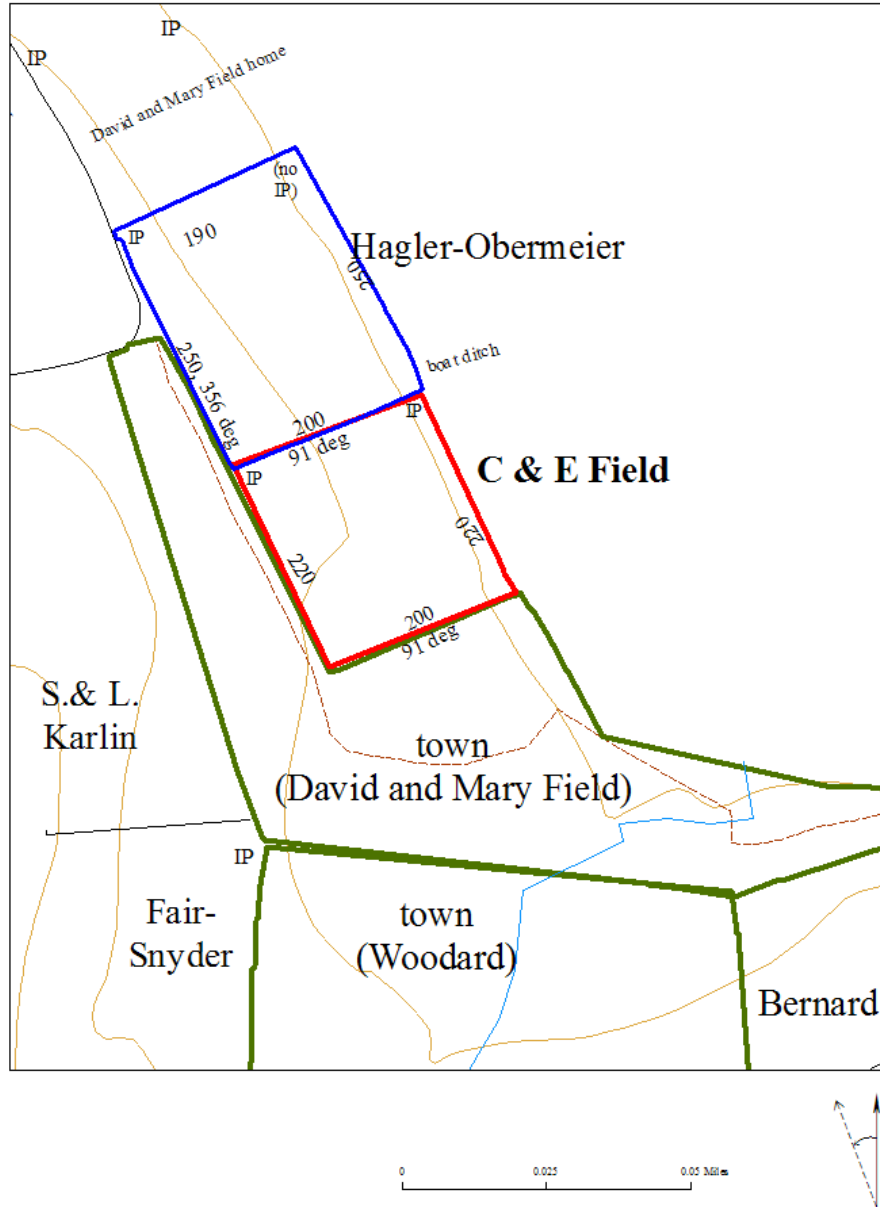 IP
IP
David and Mary Field home
(no
IP)
IP
190
Hagler-Obermeier
250
250, 356 deg
boat ditch
IP
200
91 deg
IP
C & E Field
220
220
200
91 deg
S.& L.
Karlin
town
(David and Mary Field)
IP
Fair-
Snyder
town
(Woodard)
Bernard
0
0.025
0.05 Miles